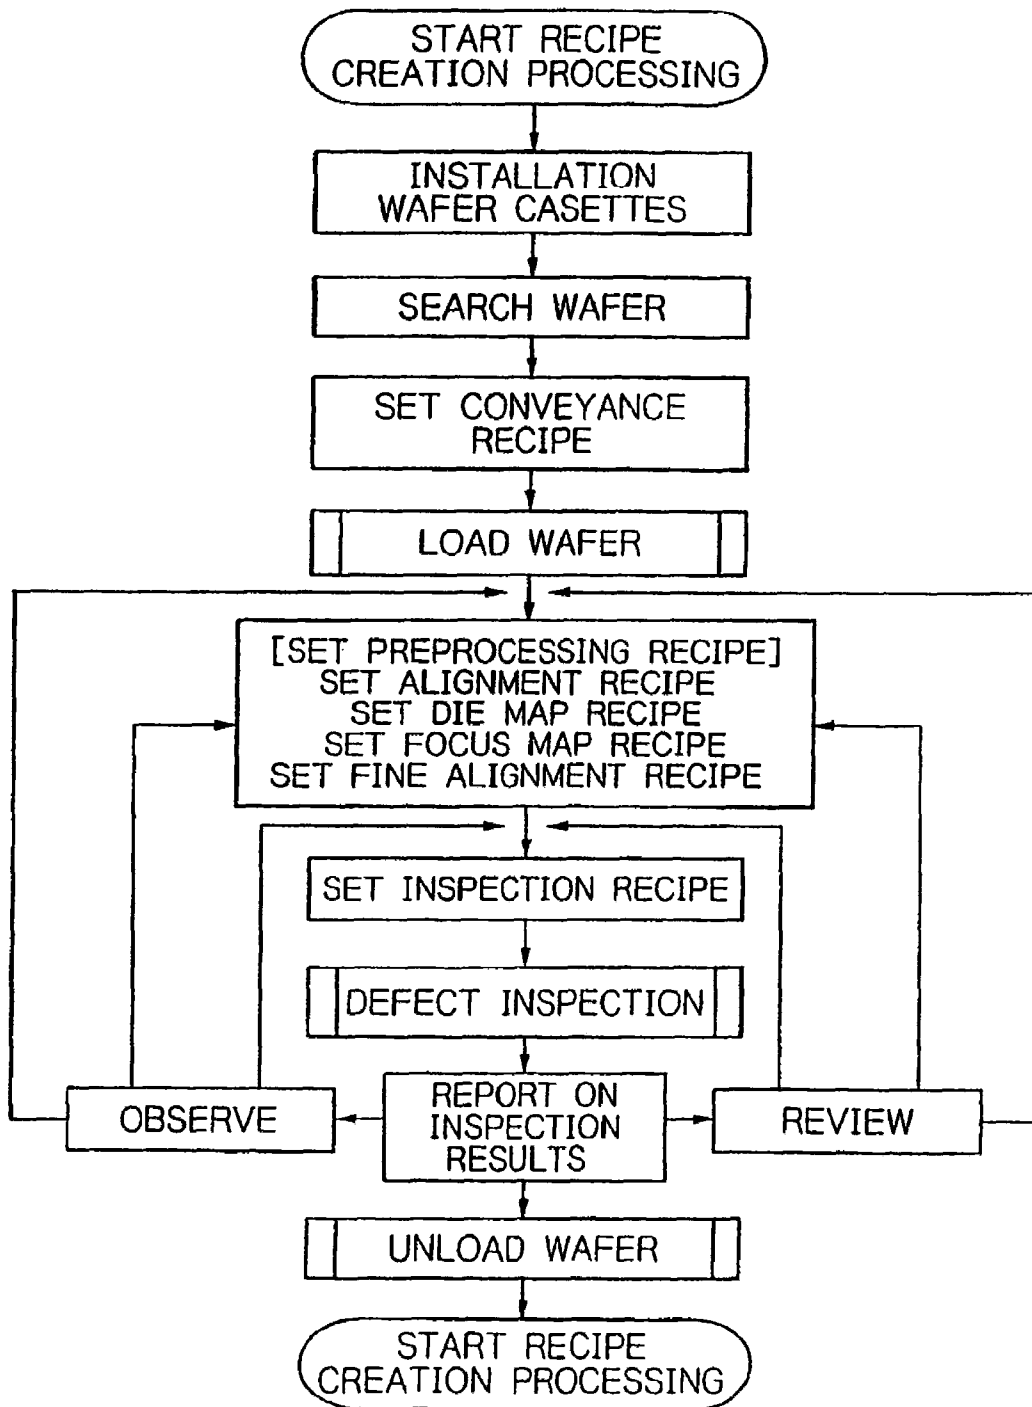 START RECIPE
CREATION PROCESSING
INSTALLATION
WAFER CASETTES
SEARCH WAFER
SET CONVEYANCE
RECIPE
LOAD WAFER
[SET PREPROCESSING RECIPE]
SET ALIGNMENT RECIPE
SET DIE MAP RECIPE
SET FOCUS MAP RECIPE
SET FINE ALIGNMENT RECIPE
SET INSPECTION RECIPE
DEFECT INSPECTION
OBSERVE
REPORT ON
INSPECTION
RESULTS
REVIEW
UNLOAD WAFER
START RECIPE
CREATION PROCESSING